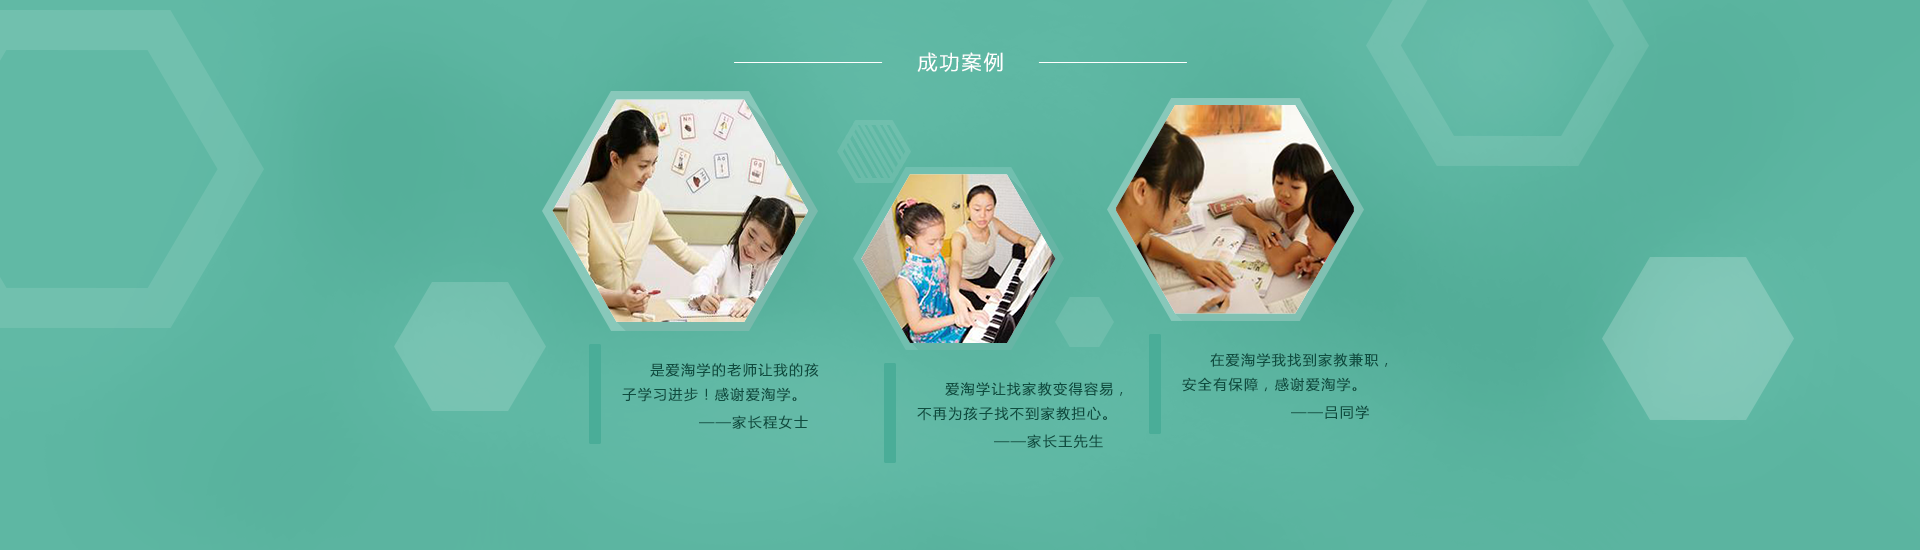 成功案例
是爱淘学的老师让我的孩
子学习进步！感谢爱淘学。
——家长程女士
爱淘学让找家教变得容易，
不再为孩子找不到家教担心。
——家长王先生
在爱淘学我找到家教兼职，
安全有保障，感谢爱淘学。
——吕同学